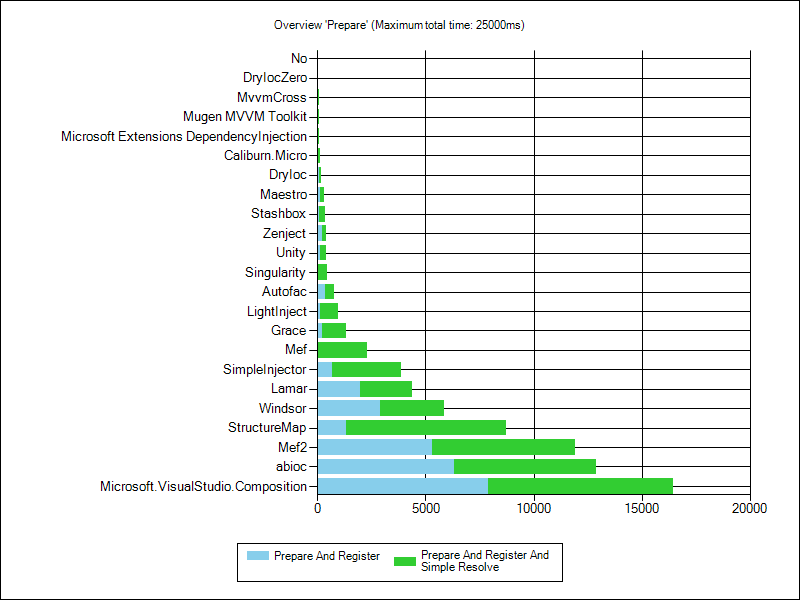 Overview 'Prepare' (Maximum total time: 25000ms)
No
DryIocZero
MvvmCross
Mugen MVVM Toolkit
Microsoft Extensions DependencyInjection
Caliburn.Micro
DryIoc
Maestro
Stashbox
Zenject
Unity
Singularity
Autofac
LightInject
Grace
Mef
SimpleInjector
Lamar
Windsor
StructureMap
Mef2
abioc
Microsoft.VisualStudio.Composition
0 5000 10000 15000 20000
Prepare And Register
Prepare And Register And
Simple Resolve